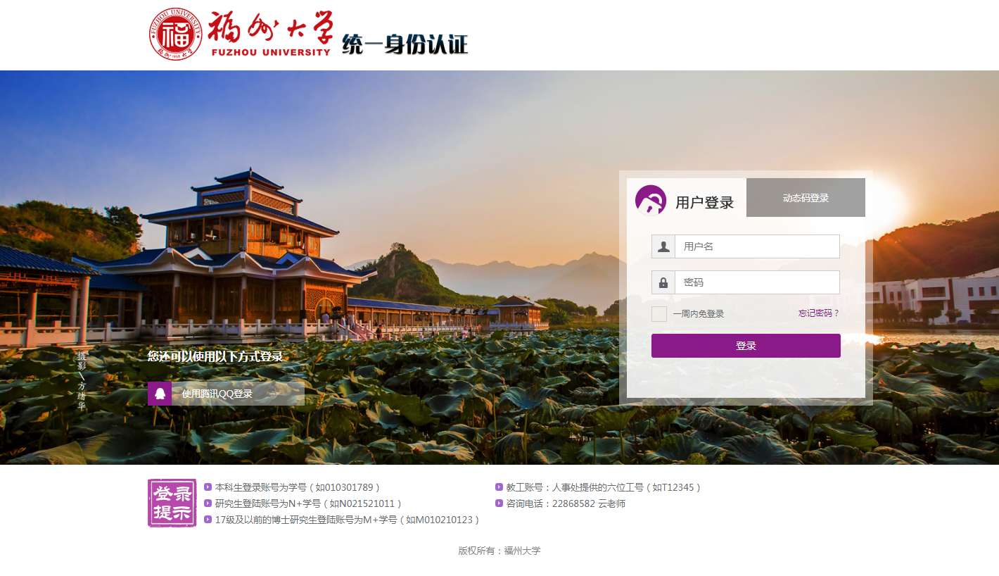 福州大学
FUZHOU UNIVERSITY
统一身份认证
用户登录
动态码登录
用户名
密码
一周内免登录
忘记密码？
登录
您还可以使用以下方式登录
使用腾讯QQ登录
摄影\方绪华
登录提示
本科生登录账号为学号（如010301789）
研究生登陆账号为N+学号（如N021521011）
17级及以前的博士研究生登陆账号为M+学号（如M010210123）
教工账号：人事处提供的六位工号（如T12345）
咨询电话：22868582 云老师
版权所有：福州大学